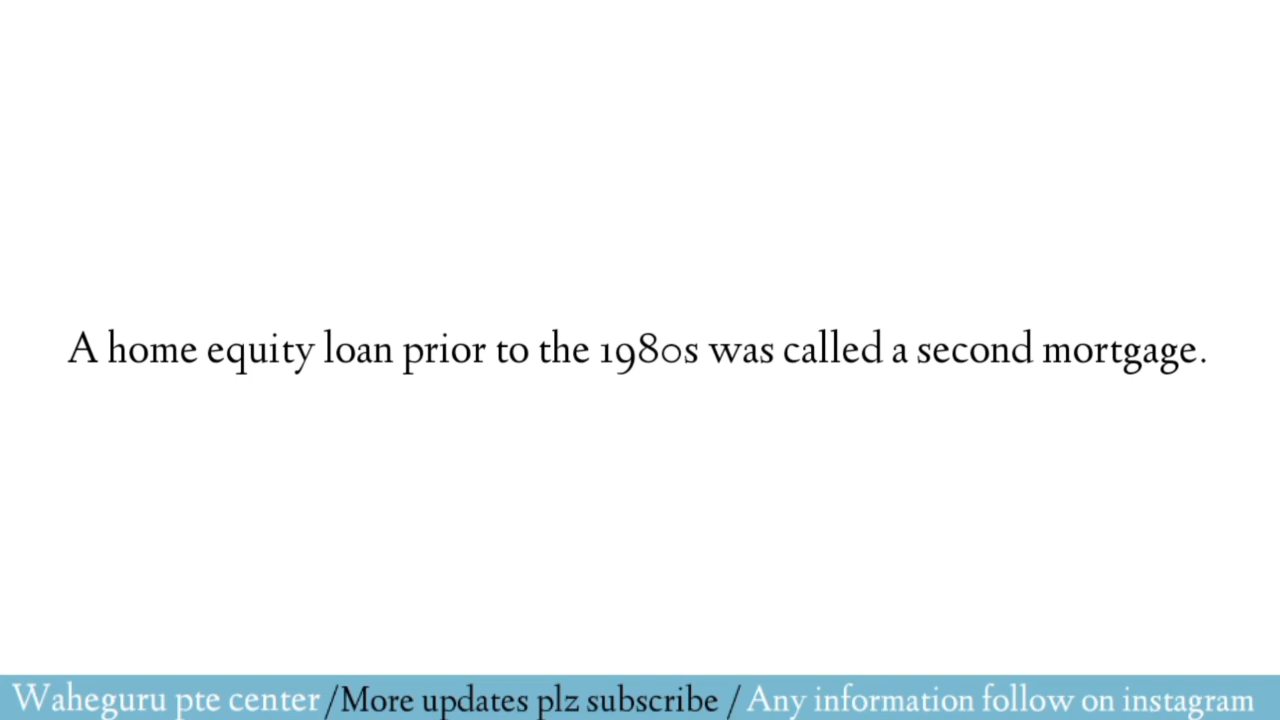 A home equity loan prior to the 1980s was called a second mortgage.
Waheguru pte center /More updates plz subscribe / Any information follow on instagram